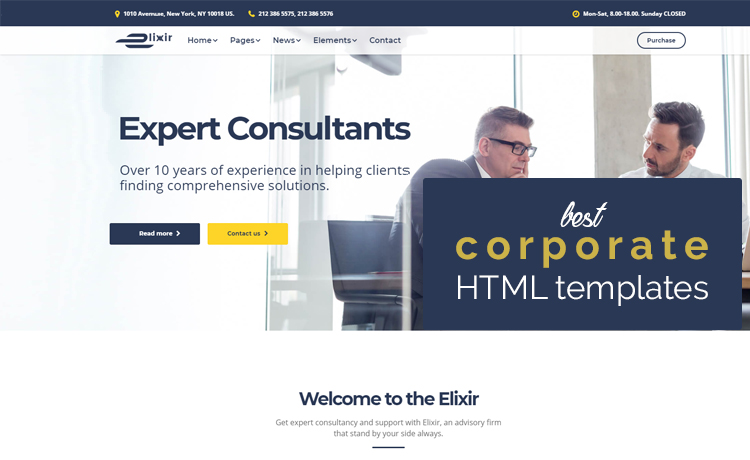 1010 Avenuae, New York, NY 10018 US. 212 386 5575, 212 386 5576 Mon-Sat, 8.00-18.00. Sunday CLOSED
Elixir Home Pages News Elements Contact Purchase
Expert Consultants
Over 10 years of experience in helping clients
finding comprehensive solutions.
Read more Contact us
best
corporate
HTML templates
Welcome to the Elixir
Get expert consultancy and support with Elixir, an advisory firm
that stand by your side always.